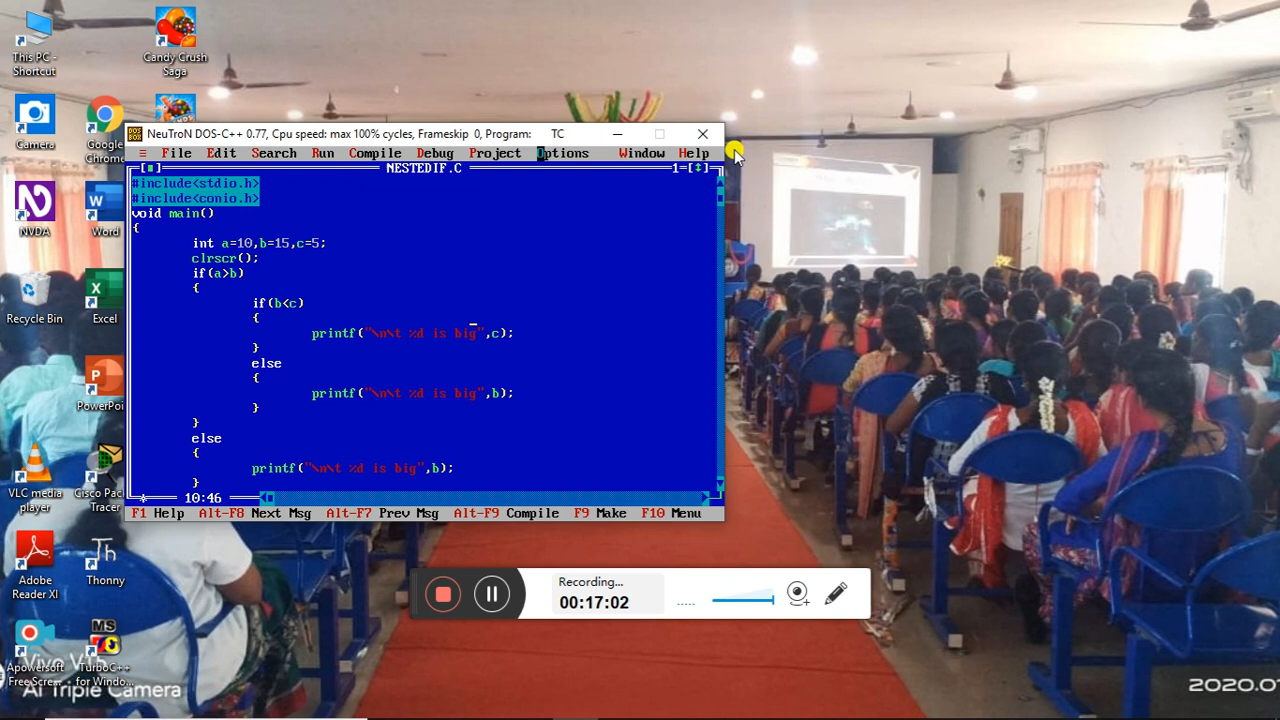 This PC -
Shortcut
Candy Crush
Saga
Camera
Google
Chrome
NVDA
Word
Recycle Bin
Excel
PowerPoi
VLC media
player
Cisco Pac
Tracer
Adobe
Reader XI
Thonny
Apowersoft
Free Scre...
TurboC++
for Windo...
NeuTroN DOS-C++ 0.77, Cpu speed: max 100% cycles, Frameskip 0, Program: TC
≡ File Edit Search Run Compile Debug Project Options Window Help
[■] NESTEDIF.C 1=[↕]
#include<stdio.h>
#include<conio.h>
void main()
{
int a=10,b=15,c=5;
clrscr();
if(a>b)
{
if(b<c)
{
printf("\n\t %d is big",c);
}
else
{
printf("\n\t %d is big",b);
}
}
else
{
printf("\n\t %d is big",b);
}
* 10:46
F1 Help Alt-F8 Next Msg Alt-F7 Prev Msg Alt-F9 Compile F9 Make F10 Menu
Recording...
00:17:02
AI Triple Camera